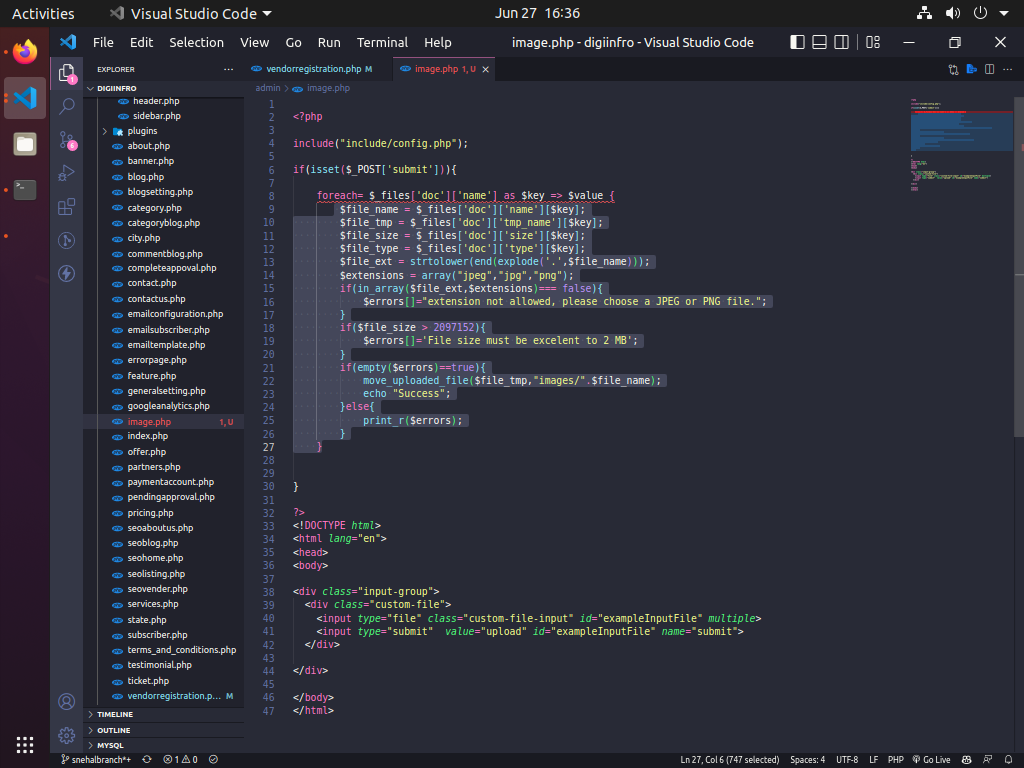 Activities
Visual Studio Code
Jun 27 16:36
File Edit Selection View Go Run Terminal Help
image.php - digiinfro - Visual Studio Code
EXPLORER
vendorregistration.php M
image.php 1, U
DIGIINFRO
admin > image.php
header.php
sidebar.php
plugins
about.php
banner.php
blog.php
blogsetting.php
category.php
categoryblog.php
city.php
commentblog.php
completeappoval.php
contact.php
contactus.php
emailconfiguration.php
emailsubscriber.php
emailtemplate.php
errorpage.php
feature.php
generalsetting.php
googleanalytics.php
image.php 1, U
index.php
offer.php
partners.php
paymentaccount.php
pendingapproval.php
pricing.php
seoaboutus.php
seoblog.php
seohome.php
seolisting.php
seovender.php
services.php
state.php
subscriber.php
terms_and_conditions.php
testimonial.php
ticket.php
vendorregistration.p... M
TIMELINE
OUTLINE
MYSQL
1
2 <?php
3
4 include("include/config.php");
5
6 if(isset($_POST['submit'])){
7
8 foreach= $_files['doc']['name'] as $key => $value {
9 $file_name = $_files['doc']['name'][$key];
10 $file_tmp = $_files['doc']['tmp_name'][$key];
11 $file_size = $_files['doc']['size'][$key];
12 $file_type = $_files['doc']['type'][$key];
13 $file_ext = strtolower(end(explode('.',$file_name)));
14 $extensions = array("jpeg","jpg","png");
15 if(in_array($file_ext,$extensions)=== false){
16 $errors[]="extension not allowed, please choose a JPEG or PNG file.";
17 }
18 if($file_size > 2097152){
19 $errors[]='File size must be excelent to 2 MB';
20 }
21 if(empty($errors)==true){
22 move_uploaded_file($file_tmp,"images/".$file_name);
23 echo "Success";
24 }else{
25 print_r($errors);
26 }
27 }
28
29
30 }
31
32 ?>
33 <!DOCTYPE html>
34 <html lang="en">
35 <head>
36 <body>
37
38 <div class="input-group">
39 <div class="custom-file">
40 <input type="file" class="custom-file-input" id="exampleInputFile" multiple>
41 <input type="submit" value="upload" id="exampleInputFile" name="submit">
42 </div>
43
44 </div>
45
46 </body>
47 </html>
snehalbranch*+
1 0
Ln 27, Col 6 (747 selected)
Spaces: 4
UTF-8
LF
PHP
Go Live